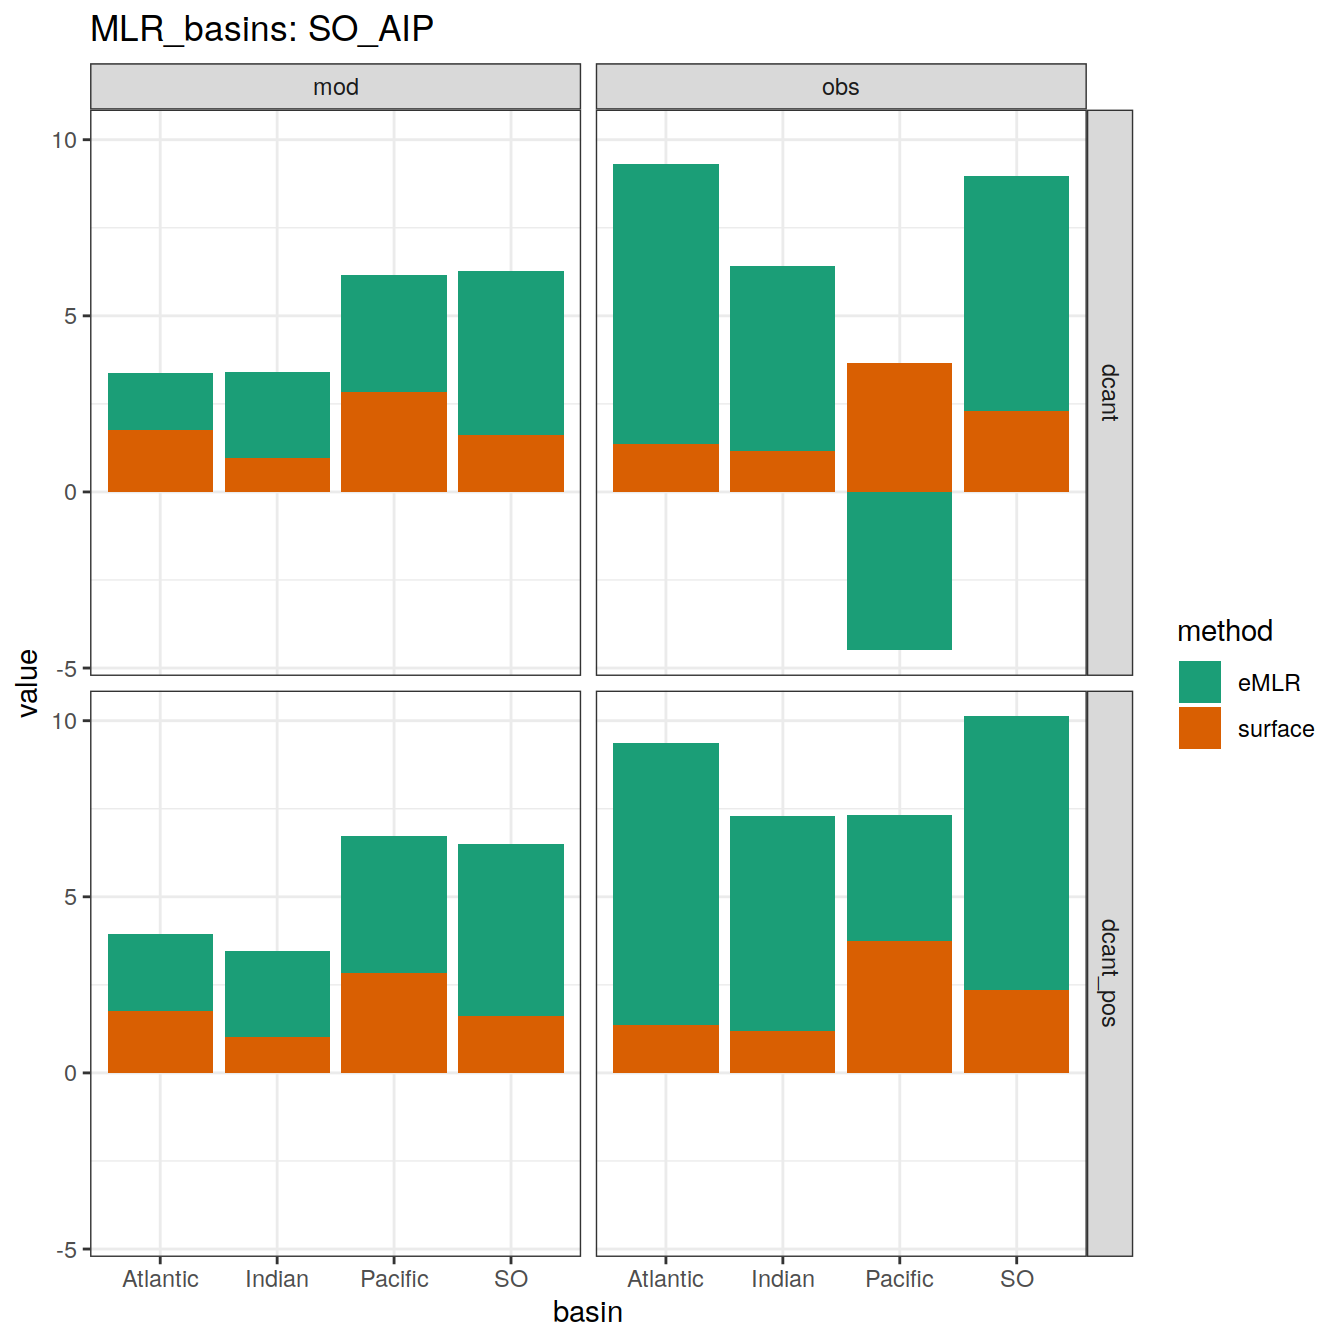 MLR_basins: SO_AIP
mod
obs
10
5
0
-5
dcant
10
5
0
-5
dcant_pos
value
Atlantic
Indian
Pacific
SO
Atlantic
Indian
Pacific
SO
basin
method
eMLR
surface